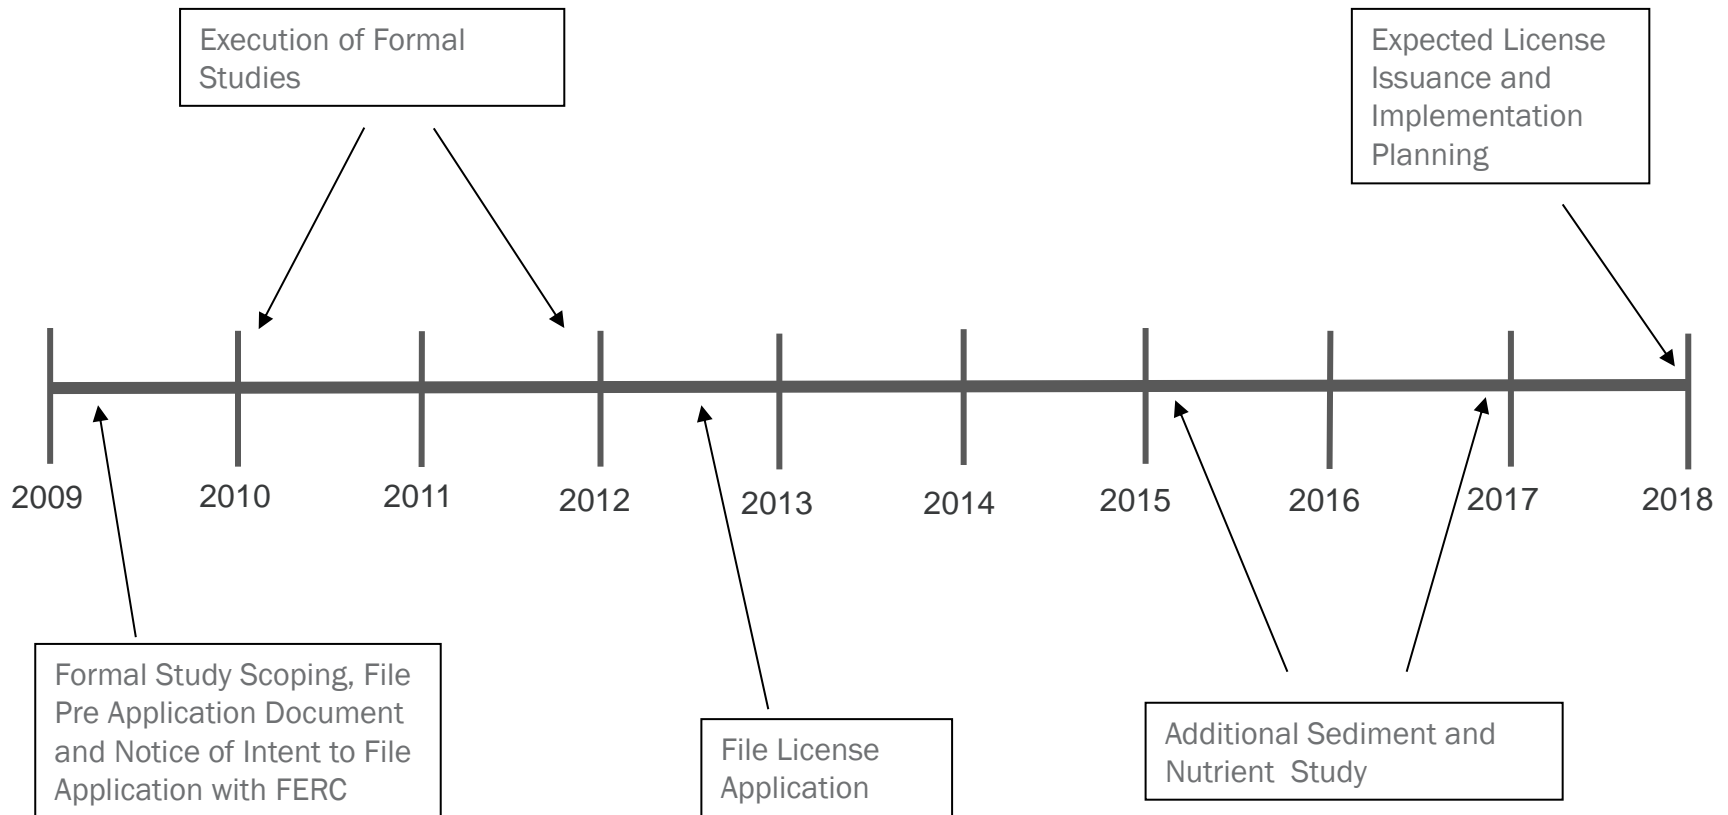 Execution of Formal
Studies
Expected License
Issuance and
Implementation
Planning
2009
2010
2011
2012
2013
2014
2015
2016
2017
2018
Formal Study Scoping, File
Pre Application Document
and Notice of Intent to File
Application with FERC
File License
Application
Additional Sediment and
Nutrient  Study